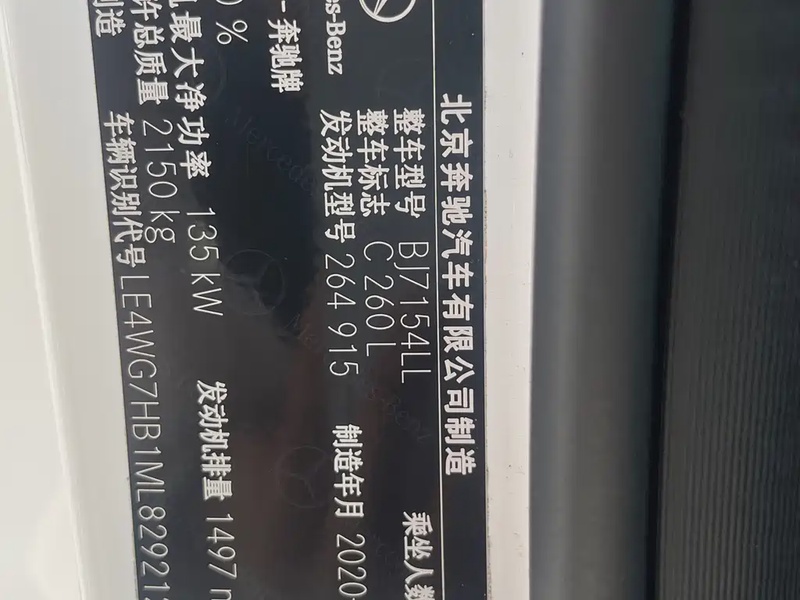 北京奔驰汽车有限公司制造
整车型号 BJ7154LL 乘坐人数
整车标志 C 260 L
发动机型号 264 915 制造年月 2020
-Benz
奔驰牌
%
最大净功率 135 kW 发动机排量 1497
许总质量 2150 kg
制造
车辆识别代号 LE4WG7HB1ML82921